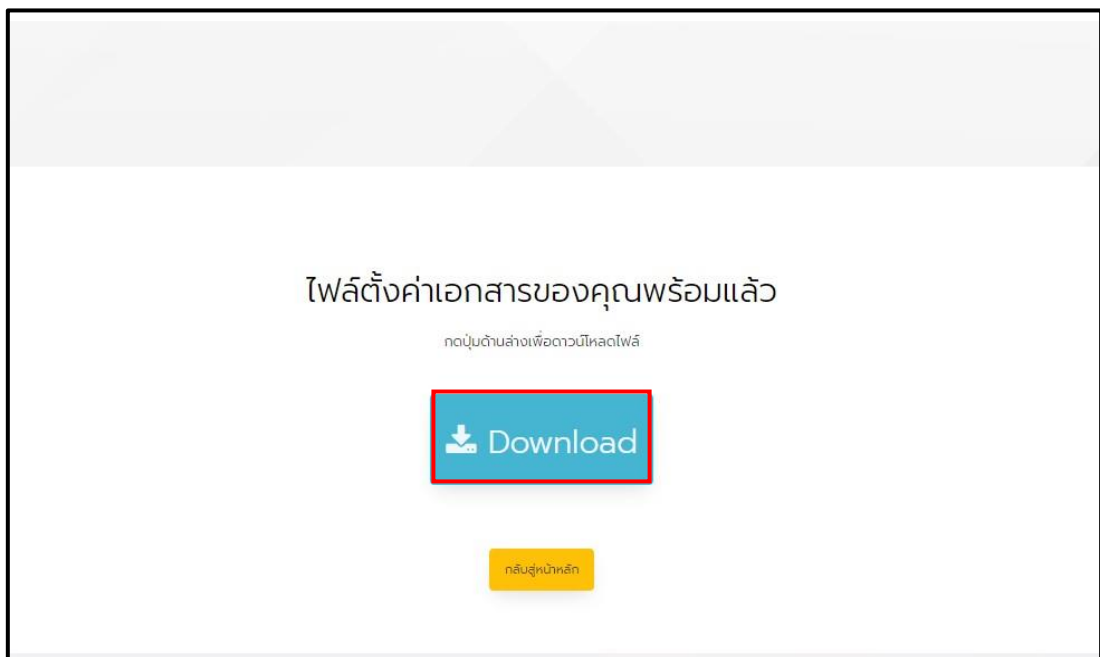 ไฟล์ตั้งค่าเอกสารของคุณพร้อมแล้ว
กดปุ่มด้านล่างเพื่อดาวน์โหลดไฟล์
Download
กลับสู่หน้าหลัก